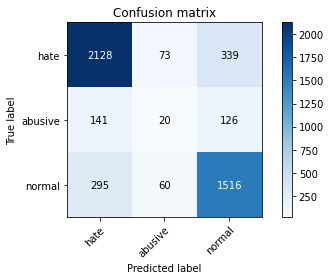 Confusion matrix
True label
hate 2128 73 339
abusive 141 20 126
normal 295 60 1516
hate abusive normal
Predicted label
2000
1750
1500
1250
1000
750
500
250